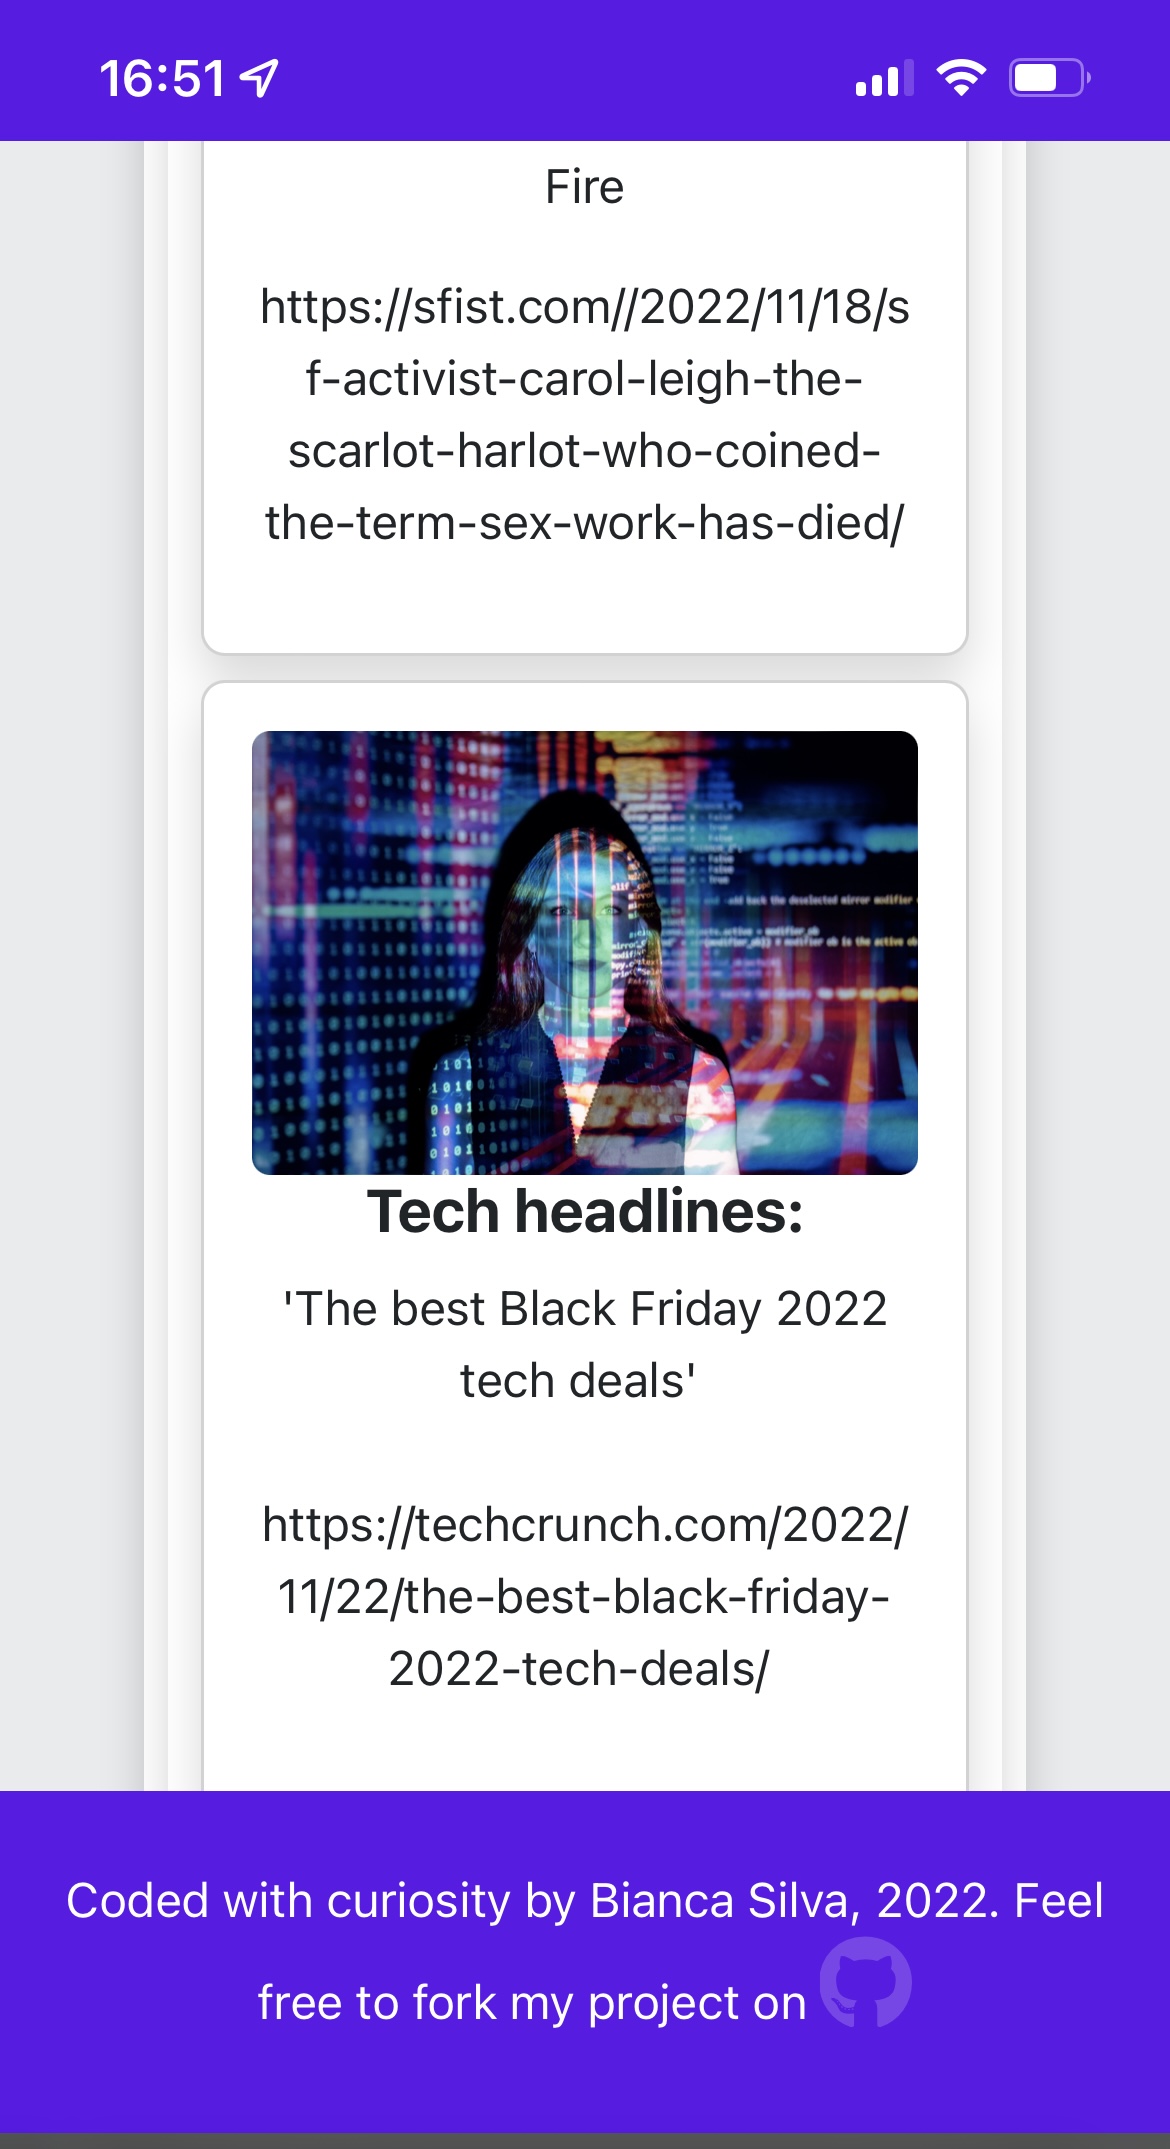 16:51
Fire
https://sfist.com//2022/11/18/s
f-activist-carol-leigh-the-
scarlot-harlot-who-coined-
the-term-sex-work-has-died/
Tech headlines:
'The best Black Friday 2022
tech deals'
https://techcrunch.com/2022/
11/22/the-best-black-friday-
2022-tech-deals/
Coded with curiosity by Bianca Silva, 2022. Feel
free to fork my project on